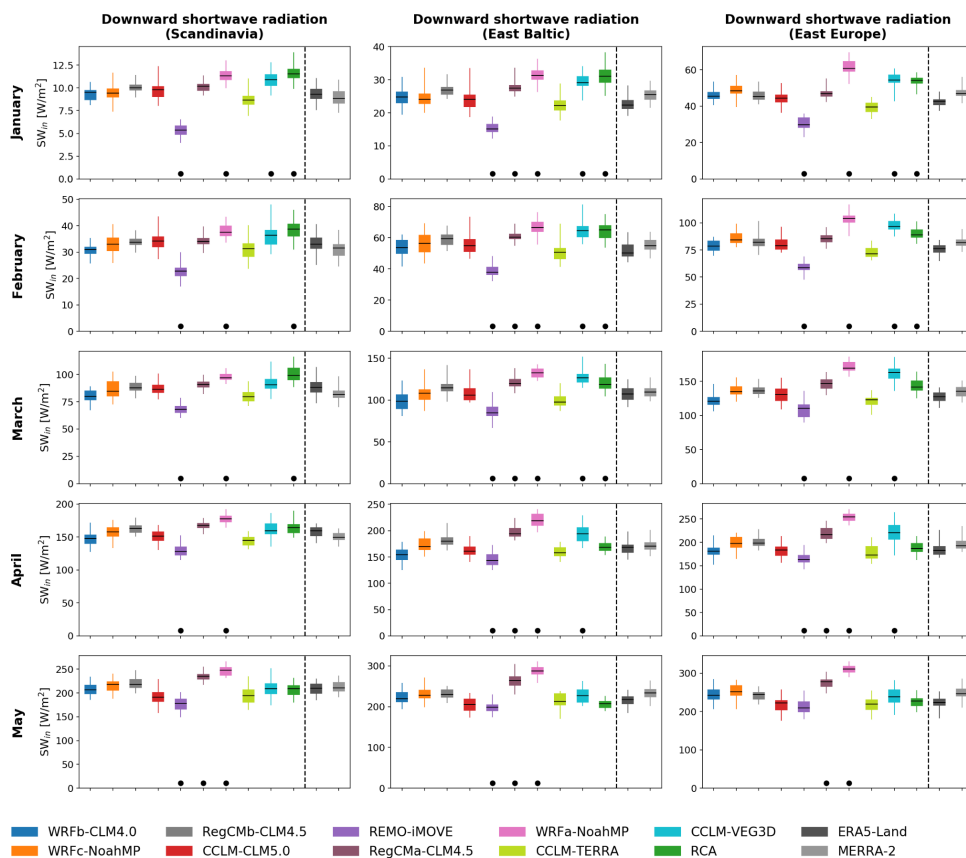 Downward shortwave radiation
(Scandinavia)
Downward shortwave radiation
(East Baltic)
Downward shortwave radiation
(East Europe)
January
SW_in [W/m²]
12.5
10.0
7.5
5.0
2.5
0.0
40
30
20
10
0
60
40
20
0
February
SW_in [W/m²]
50
40
30
20
10
0
80
60
40
20
0
100
75
50
25
0
March
SW_in [W/m²]
100
75
50
25
0
150
100
50
0
150
100
50
0
April
SW_in [W/m²]
200
150
100
50
0
250
200
150
100
50
0
250
200
150
100
50
0
May
SW_in [W/m²]
250
200
150
100
50
0
300
200
100
0
300
200
100
0
WRFb-CLM4.0
RegCMb-CLM4.5
REMO-iMOVE
WRFa-NoahMP
CCLM-VEG3D
ERA5-Land
WRFc-NoahMP
CCLM-CLM5.0
RegCMa-CLM4.5
CCLM-TERRA
RCA
MERRA-2